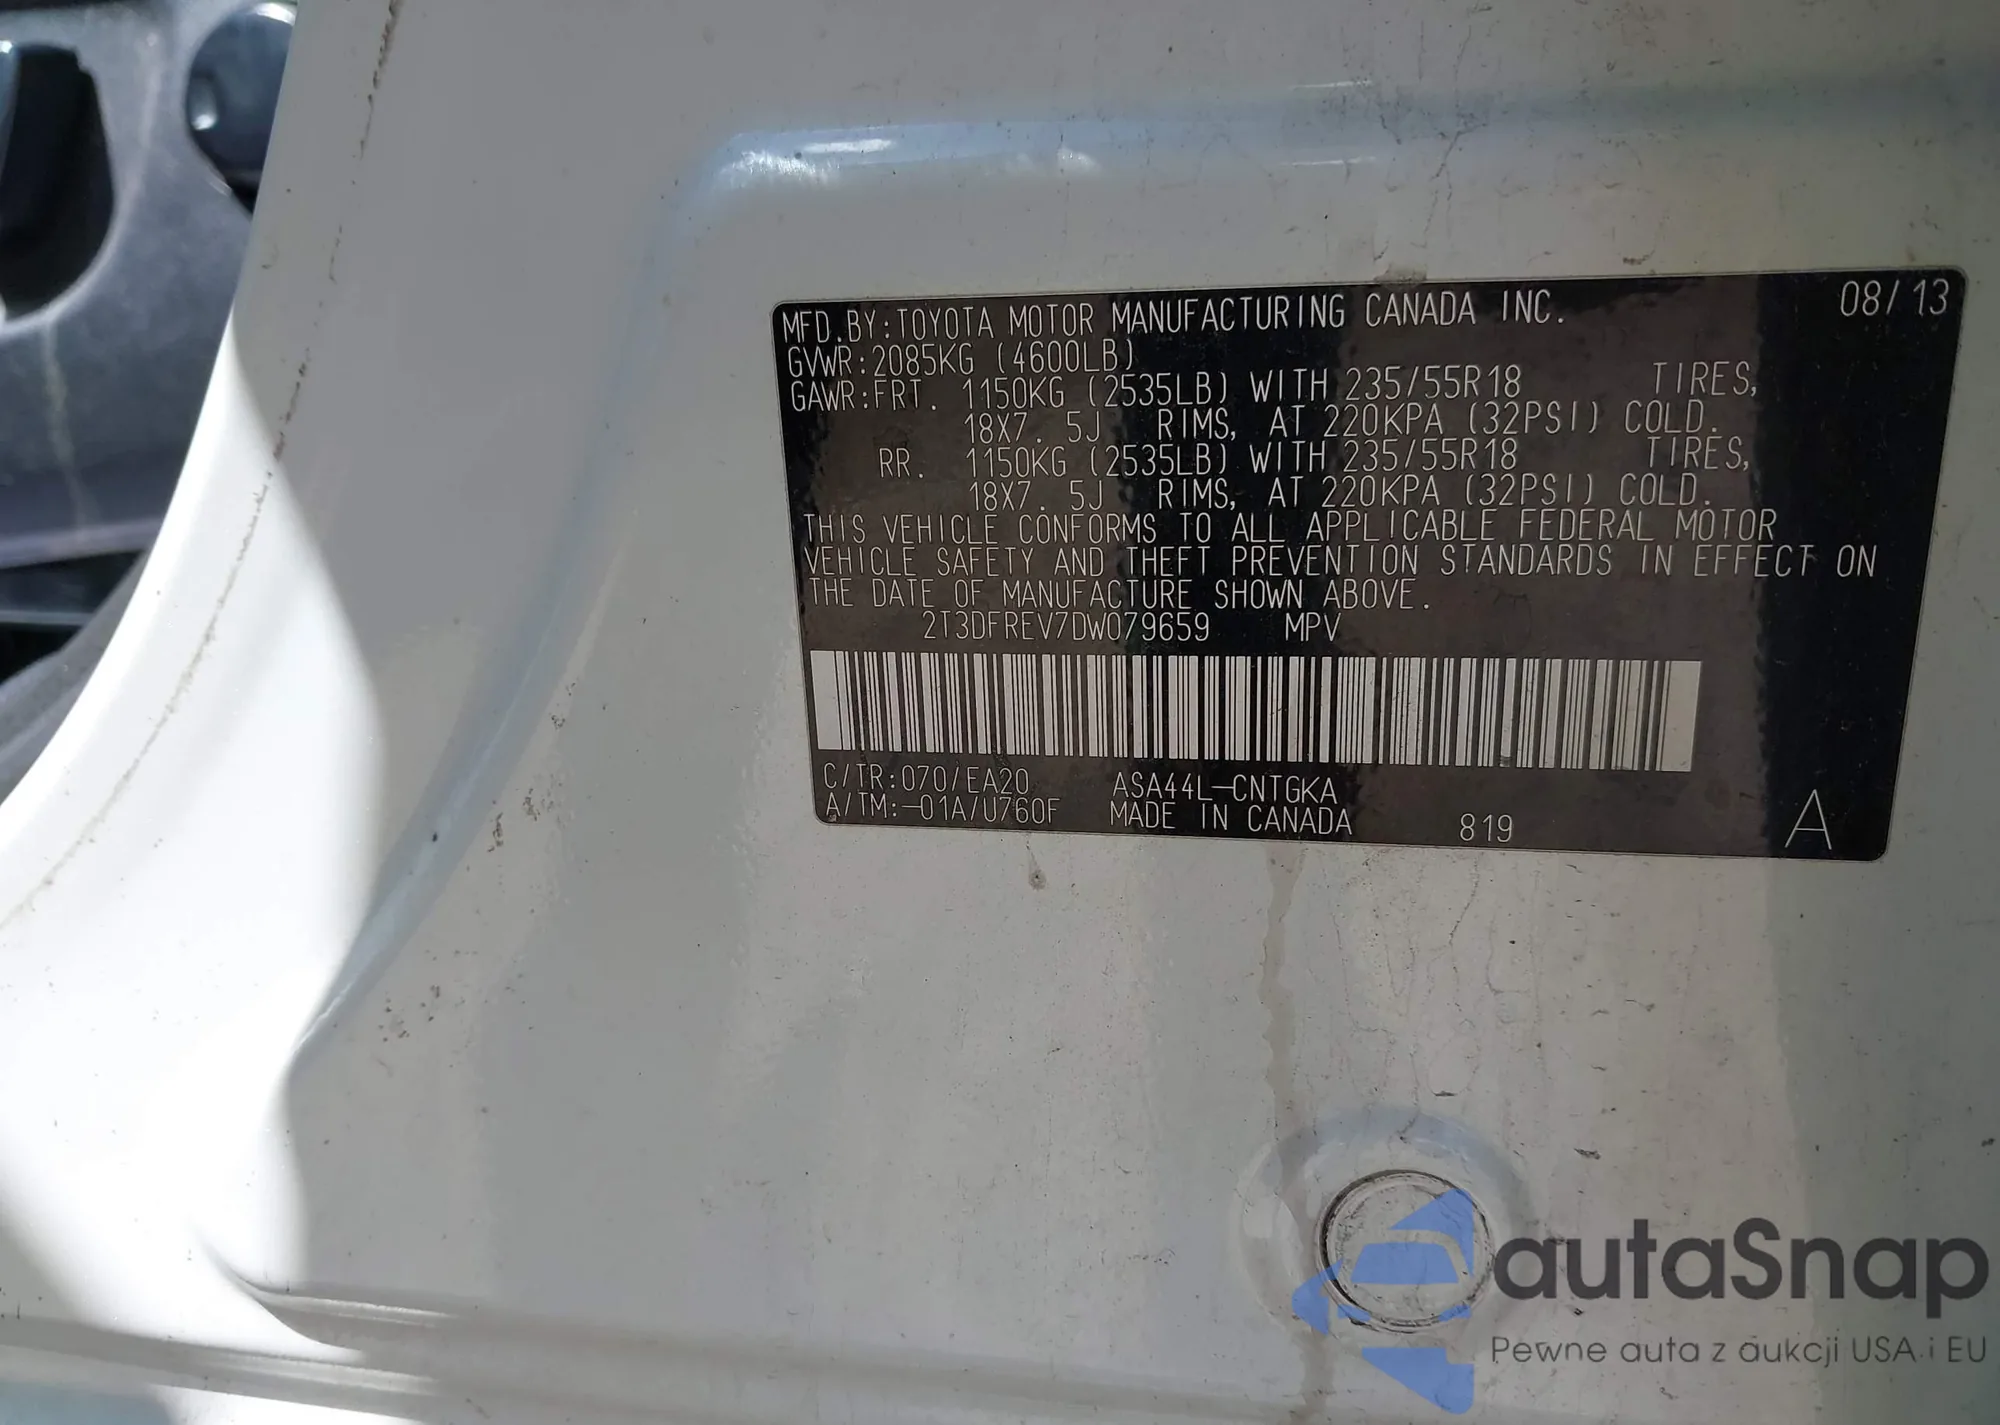 MFD.BY:TOYOTA MOTOR MANUFACTURING CANADA INC. 08/13
GVWR:2085KG (4600LB)
GAWR:FRT. 1150KG (2535LB) WITH 235/55R18 TIRES,
18X7.5J RIMS, AT 220KPA (32PSI) COLD.
RR. 1150KG (2535LB) WITH 235/55R18 TIRES,
18X7.5J RIMS, AT 220KPA (32PSI) COLD.
THIS VEHICLE CONFORMS TO ALL APPLICABLE FEDERAL MOTOR
VEHICLE SAFETY AND THEFT PREVENTION STANDARDS IN EFFECT ON
THE DATE OF MANUFACTURE SHOWN ABOVE.
2T3DFREV7DW079659 MPV
C/TR:070/EA20 ASA44L-CNTGKA
A/TM:-01A/U760F MADE IN CANADA 819 A
autaSnap
Pewne auta z aukcji USA i EU